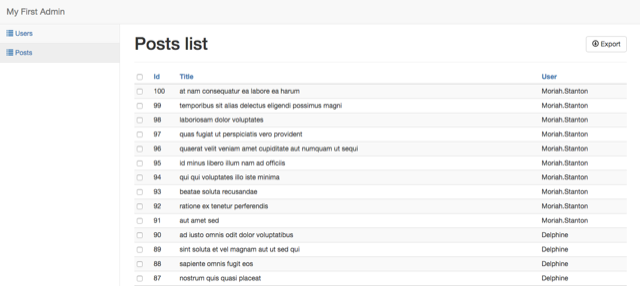 My First Admin
Users
Posts
Posts list
Export
Id Title User
100 at nam consequatur ea labore ea harum Moriah.Stanton
99 temporibus sit alias delectus eligendi possimus magni Moriah.Stanton
98 laboriosam dolor voluptates Moriah.Stanton
97 quas fugiat ut perspiciatis vero provident Moriah.Stanton
96 quaerat velit veniam amet cupiditate aut numquam ut sequi Moriah.Stanton
95 id minus libero illum nam ad officiis Moriah.Stanton
94 qui qui voluptates illo iste minima Moriah.Stanton
93 beatae soluta recusandae Moriah.Stanton
92 ratione ex tenetur perferendis Moriah.Stanton
91 aut amet sed Moriah.Stanton
90 ad iusto omnis odit dolor voluptatibus Delphine
89 sint soluta et vel magnam aut ut sed qui Delphine
88 sapiente omnis fugit eos Delphine
87 nostrum quis quasi placeat Delphine